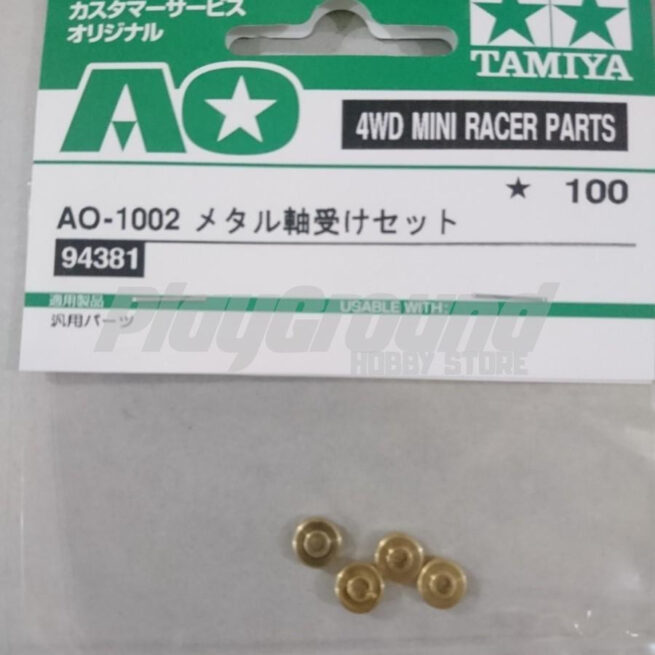 カスタマーサービス
オリジナル
TAMIYA
AO
4WD MINI RACER PARTS
★ 100
AO-1002 メタル軸受けセット
94381
適用製品 USABLE WITH:
汎用パーツ
PlayGround
HOBBY STORE